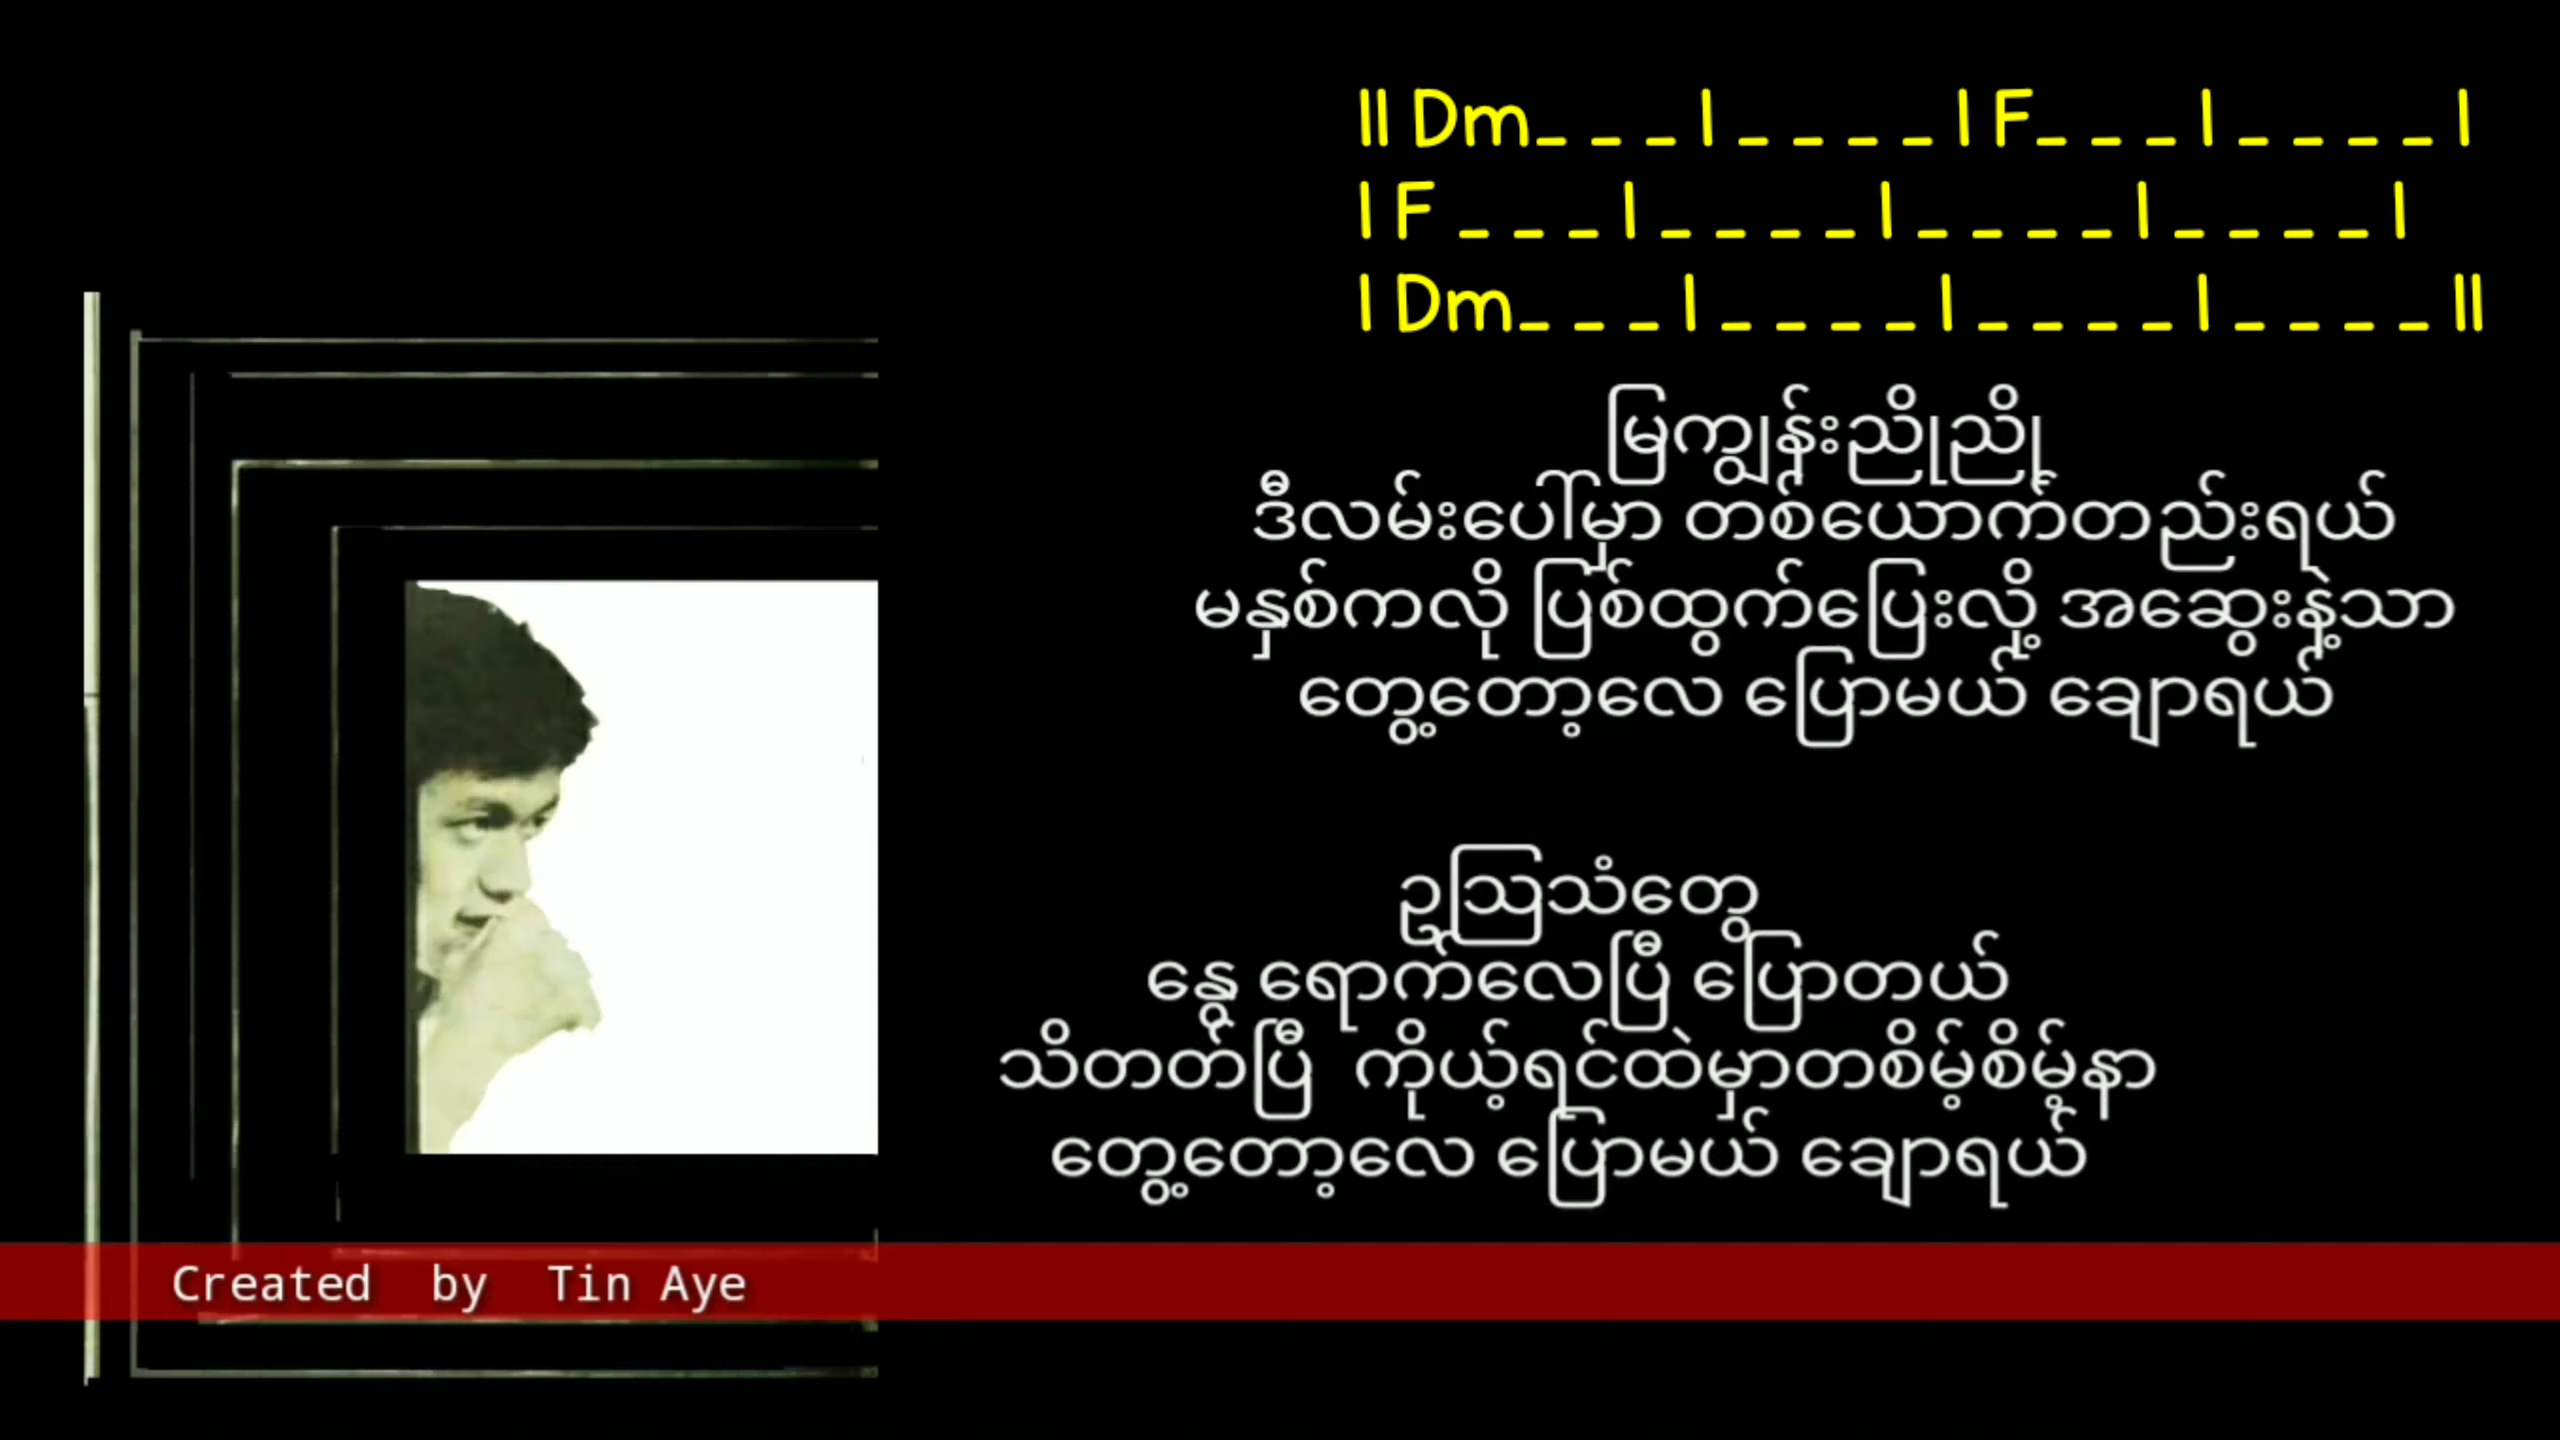 || Dm_ _ _ | _ _ _ _ | F_ _ _ | _ _ _ _ |
| F _ _ _ | _ _ _ _ | _ _ _ _ | _ _ _ _ |
| Dm_ _ _ | _ _ _ _ | _ _ _ _ | _ _ _ _ ||
မြကျွန်းညိုညို
ဒီလမ်းပေါ်မှာ တစ်ယောက်တည်းရယ်
မနှစ်ကလို ပြစ်ထွက်ပြေးလို့ အဆွေးနဲ့သာ
တွေ့တော့လေ ပြောမယ် ချောရယ်
ဥဩသံတွေ
နွေ ရောက်လေပြီ ပြောတယ်
သိတတ်ပြီ ကိုယ့်ရင်ထဲမှာတစိမ့်စိမ့်နာ
တွေ့တော့လေ ပြောမယ် ချောရယ်
Created by Tin Aye